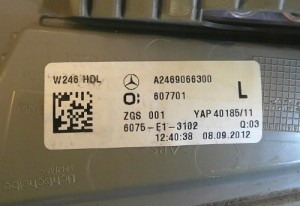 W246 HDL
A2469066300
O: 607701 L
ZGS 001 YAP 40185/11
6075-E1-3102 Q:03
12:40:38 08.09.2012
Lichtscheibe